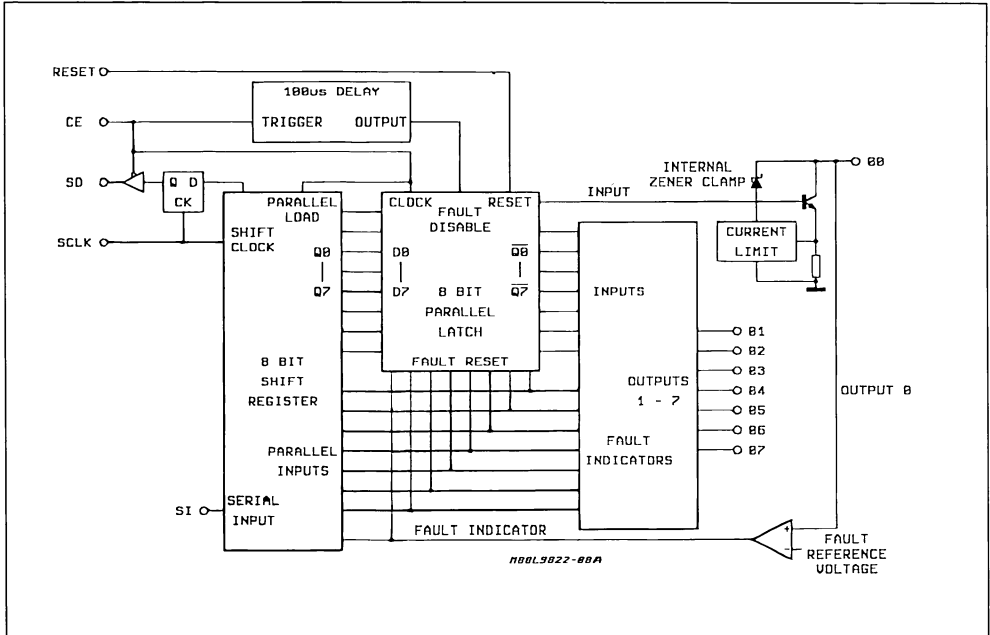 RESET
100us DELAY
CE
TRIGGER OUTPUT
00
SO
Q D
CK
INTERNAL
ZENER CLAMP
INPUT
PARALLEL
LOAD
CLOCK RESET
FAULT
DISABLE
CURRENT
LIMIT
SCLK
SHIFT
CLOCK
Q0
D0
Q0
Q7
D7
8 BIT
Q7
PARALLEL
LATCH
INPUTS
01
02
FAULT RESET
8 BIT
SHIFT
REGISTER
03
OUTPUTS
1 - 7
04
OUTPUT 0
05
06
FAULT
INDICATORS
07
PARALLEL
INPUTS
SERIAL
INPUT
SI
FAULT INDICATOR
+
-
FAULT
REFERENCE
VOLTAGE
M00L9822-08A